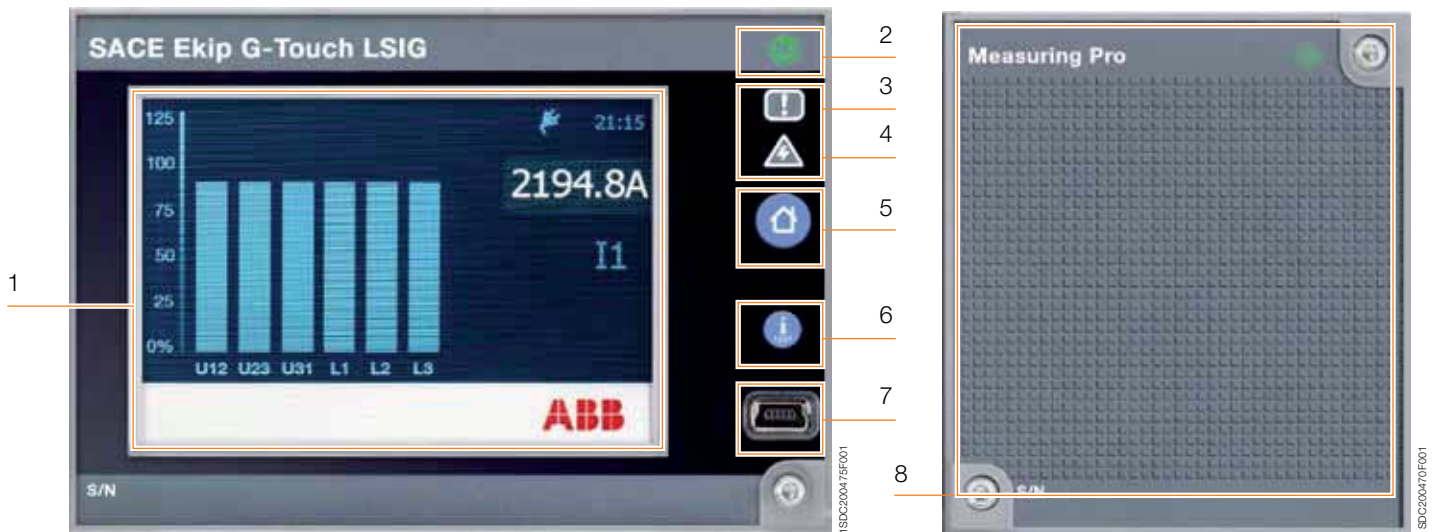 SACE Ekip G-Touch LSIG
125
100
75
50
25
0%
U12 U23 U31 L1 L2 L3
21:15
2194.8A
I1
ABB
S/N
1
2
3
4
5
6
7
8
1SDC200475F001
Measuring Pro
S/N
SDC200470F001